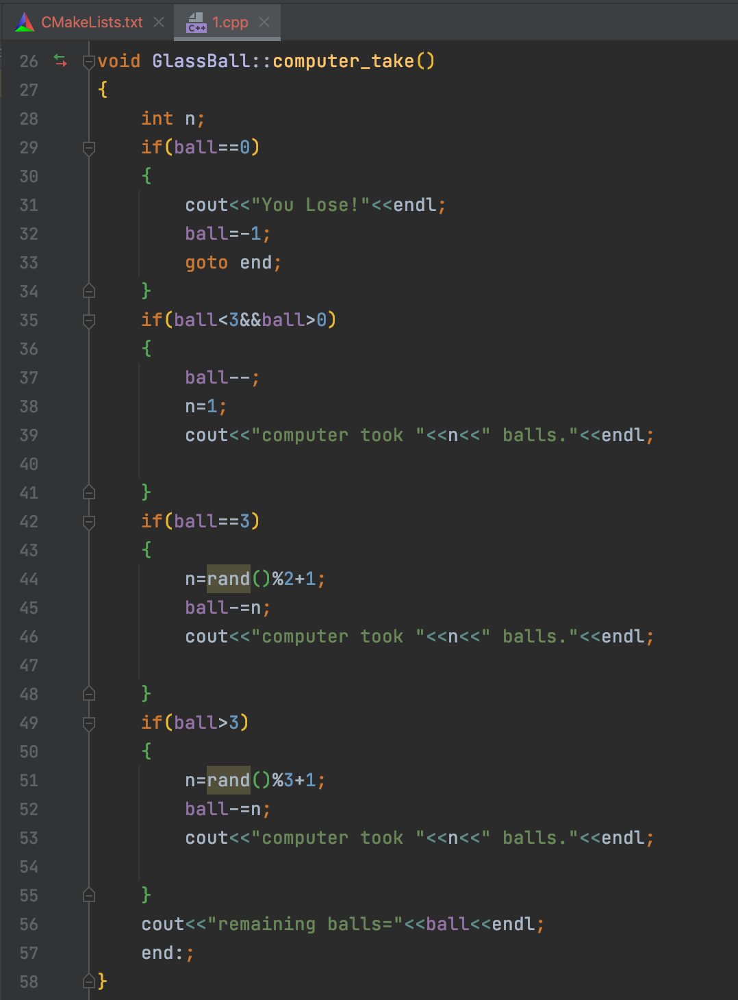 CMakeLists.txt 1.cpp
26 void GlassBall::computer_take()
27 {
28     int n;
29     if(ball==0)
30     {
31         cout<<"You Lose!"<<endl;
32         ball=-1;
33         goto end;
34     }
35     if(ball<3&&ball>0)
36     {
37         ball--;
38         n=1;
39         cout<<"computer took "<<n<<" balls."<<endl;
40
41     }
42     if(ball==3)
43     {
44         n=rand()%2+1;
45         ball-=n;
46         cout<<"computer took "<<n<<" balls."<<endl;
47
48     }
49     if(ball>3)
50     {
51         n=rand()%3+1;
52         ball-=n;
53         cout<<"computer took "<<n<<" balls."<<endl;
54
55     }
56     cout<<"remaining balls="<<ball<<endl;
57     end:;
58 }